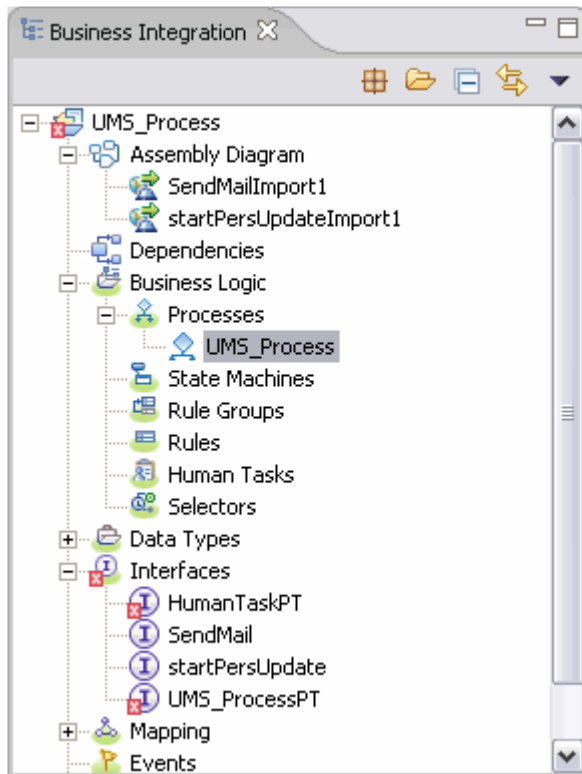 Business Integration
UMS_Process
Assembly Diagram
SendMailImport1
startPersUpdateImport1
Dependencies
Business Logic
Processes
UMS_Process
State Machines
Rule Groups
Rules
Human Tasks
Selectors
Data Types
Interfaces
HumanTaskPT
SendMail
startPersUpdate
UMS_ProcessPT
Mapping
Events